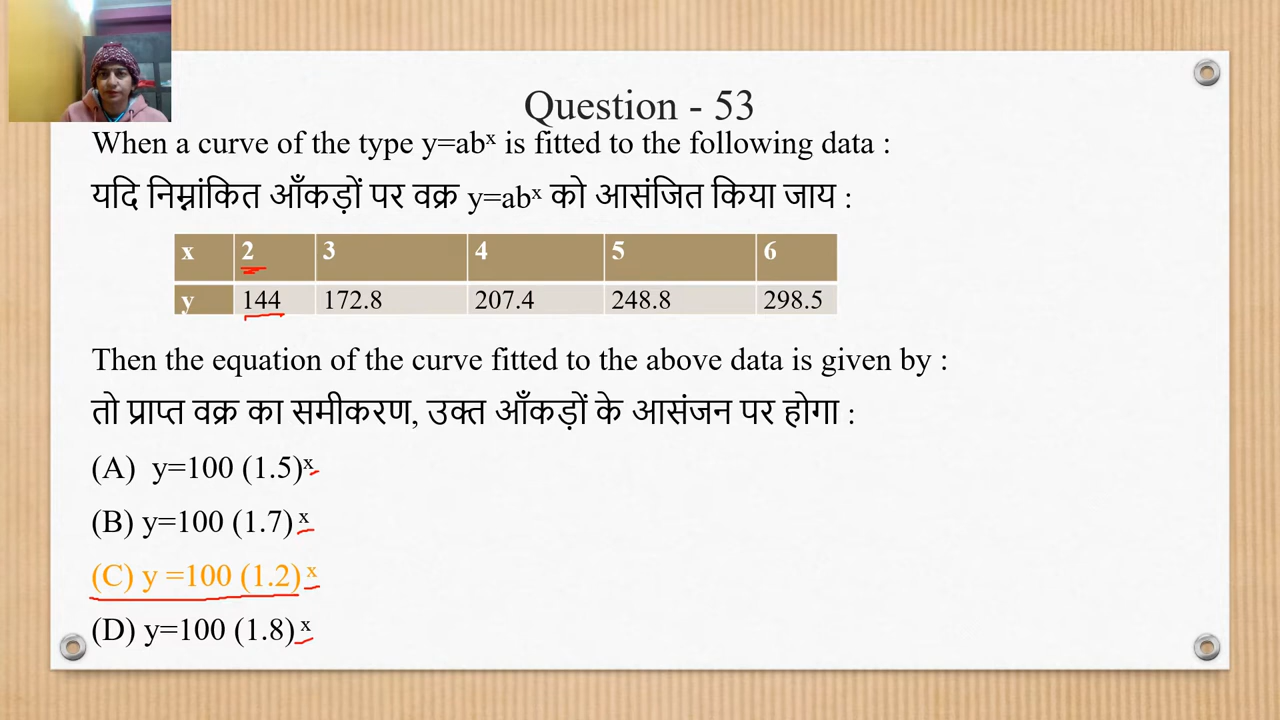 Question - 53
When a curve of the type y=abˣ is fitted to the following data :
यदि निम्नांकित आँकड़ों पर वक्र y=abˣ को आसंजित किया जाय :
x 2 3 4 5 6
y 144 172.8 207.4 248.8 298.5
Then the equation of the curve fitted to the above data is given by :
तो प्राप्त वक्र का समीकरण, उक्त आँकड़ों के आसंजन पर होगा :
(A) y=100 (1.5)ˣ
(B) y=100 (1.7) ˣ
(C) y =100 (1.2) ˣ
(D) y=100 (1.8) ˣ